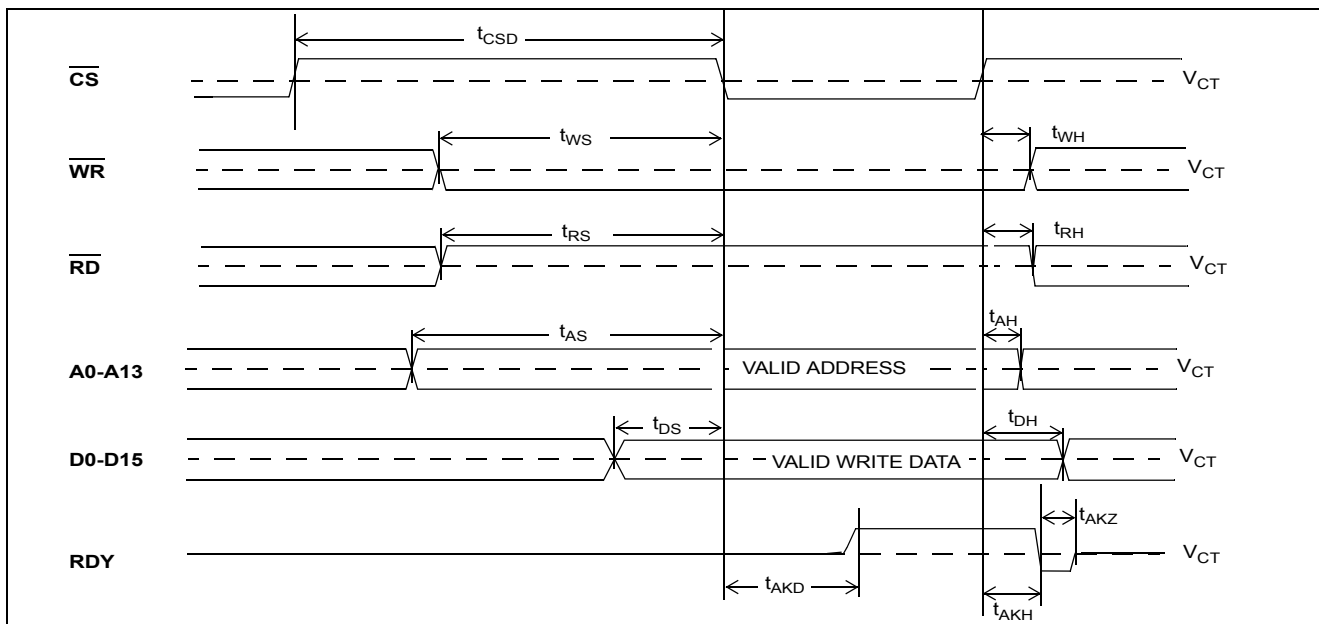 tCSD
CS VCT
tWS tWH
WR VCT
tRS tRH
RD VCT
tAS tAH
A0-A13 VALID ADDRESS VCT
tDS tDH
D0-D15 VALID WRITE DATA VCT
tAKZ
RDY VCT
tAKD
tAKH